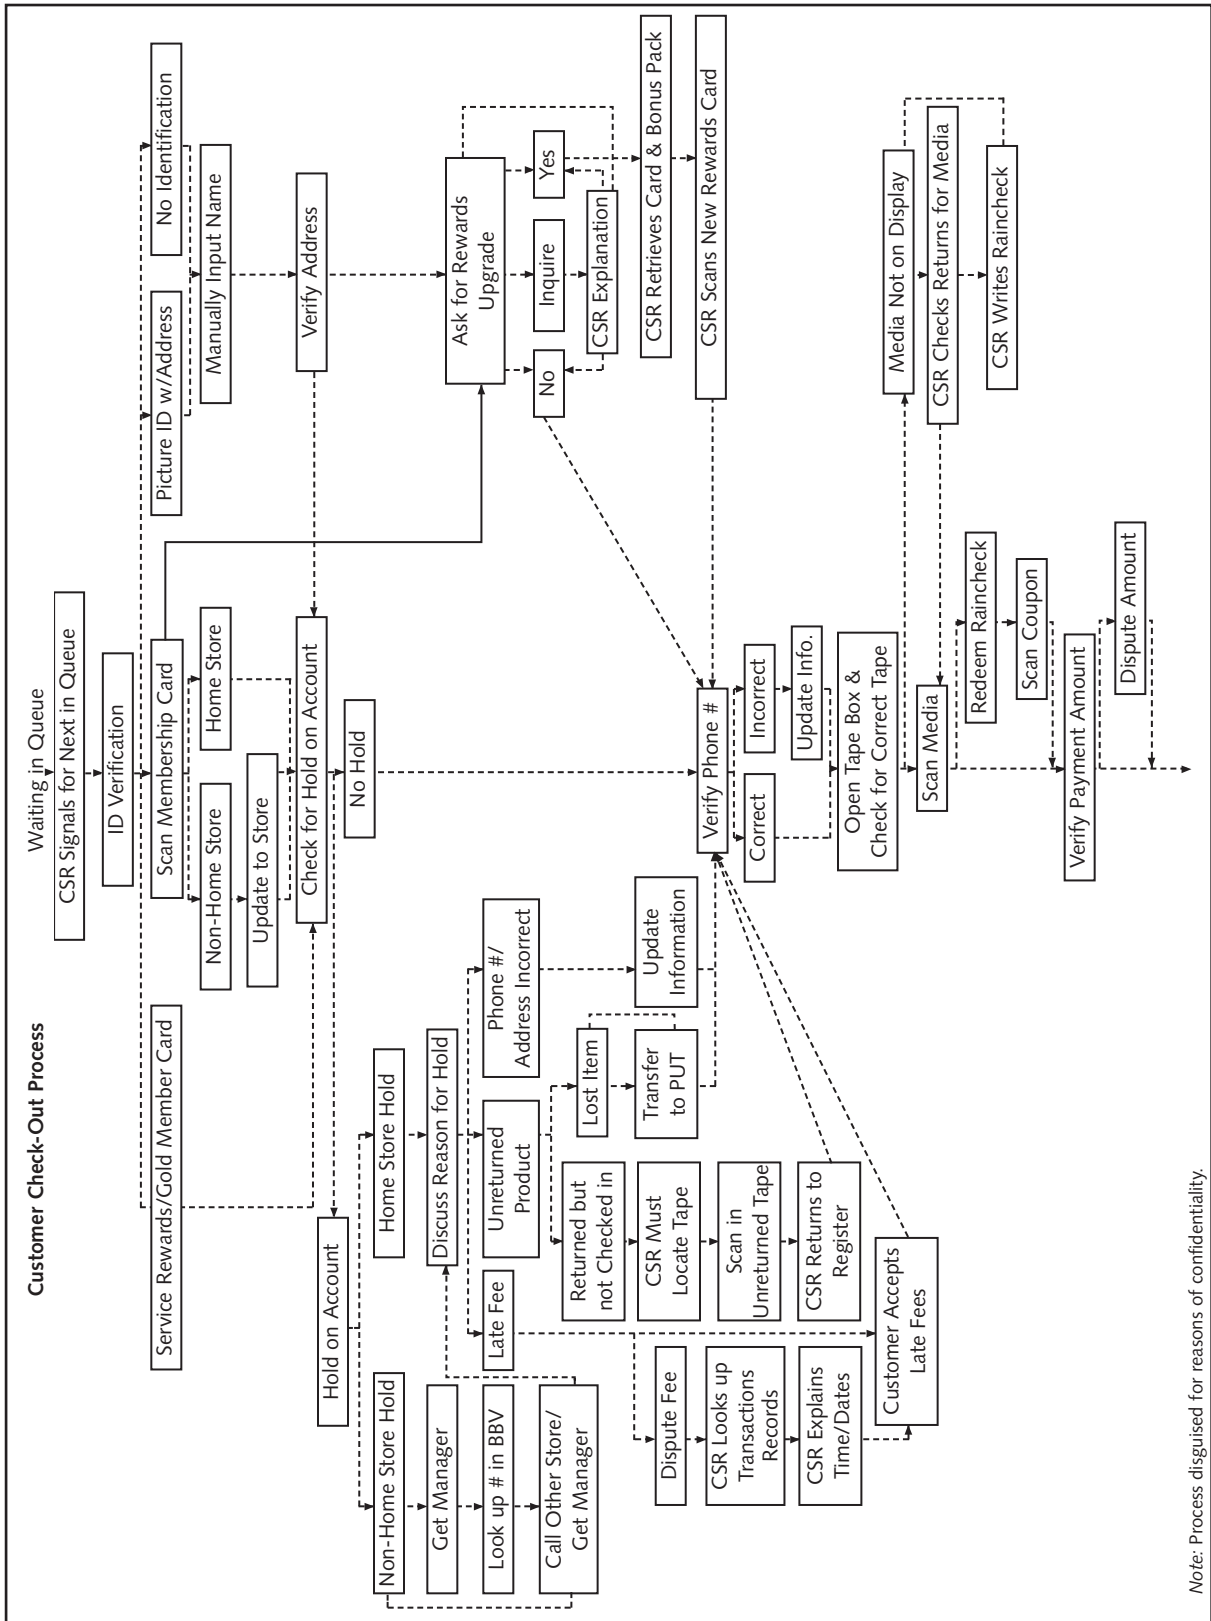 Customer Check-Out Process
Waiting in Queue
CSR Signals for Next in Queue
ID Verification
Service Rewards/Gold Member Card
Scan Membership Card
Picture ID w/Address
No Identification
Non-Home Store
Home Store
Manually Input Name
Update to Store
Check for Hold on Account
Verify Address
Hold on Account
No Hold
Non-Home Store Hold
Home Store Hold
Get Manager
Discuss Reason for Hold
Ask for Rewards
Upgrade
Look up # in BBV
Late Fee
Unreturned
Product
Phone #/
Address Incorrect
No
Inquire
Yes
Call Other Store/
Get Manager
Returned but
not Checked in
Lost Item
CSR Explanation
Dispute Fee
CSR Must
Locate Tape
Transfer
to PUT
Update
Information
CSR Retrieves Card & Bonus Pack
CSR Looks up
Transactions
Records
Scan in
Unreturned Tape
Verify Phone #
CSR Scans New Rewards Card
CSR Explains
Time/Dates
CSR Returns to
Register
Correct
Incorrect
Update Info.
Customer Accepts
Late Fees
Open Tape Box &
Check for Correct Tape
Media Not on Display
Scan Media
CSR Checks Returns for Media
Redeem Raincheck
CSR Writes Raincheck
Scan Coupon
Verify Payment Amount
Dispute Amount
Note: Process disguised for reasons of confidentiality.